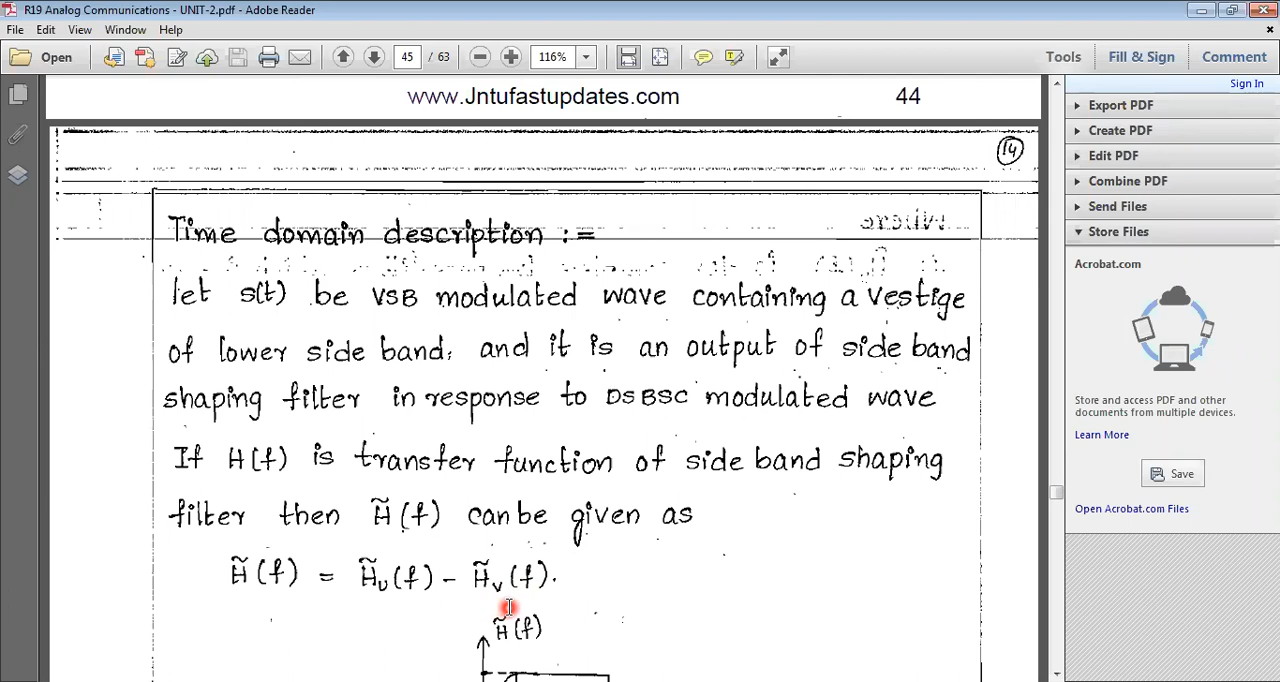 R19 Analog Communications - UNIT-2.pdf - Adobe Reader
File Edit View Window Help
Open 45 / 63 116% Tools Fill & Sign Comment
Sign In
Export PDF
Create PDF
Edit PDF
Combine PDF
Send Files
Store Files
Acrobat.com
Store and access PDF and other
documents from multiple devices.
Learn More
Save
Open Acrobat.com Files
www.Jntufastupdates.com 44
14
Time domain description :=
let s(t) be VSB modulated wave containing a vestige
of lower side band, and it is an output of side band
shaping filter in response to DSBSC modulated wave
If H(f) is transfer function of side band shaping
filter then H̃(f) can be given as
H̃(f) = H̃u(f) - H̃v(f).
H̃(f)